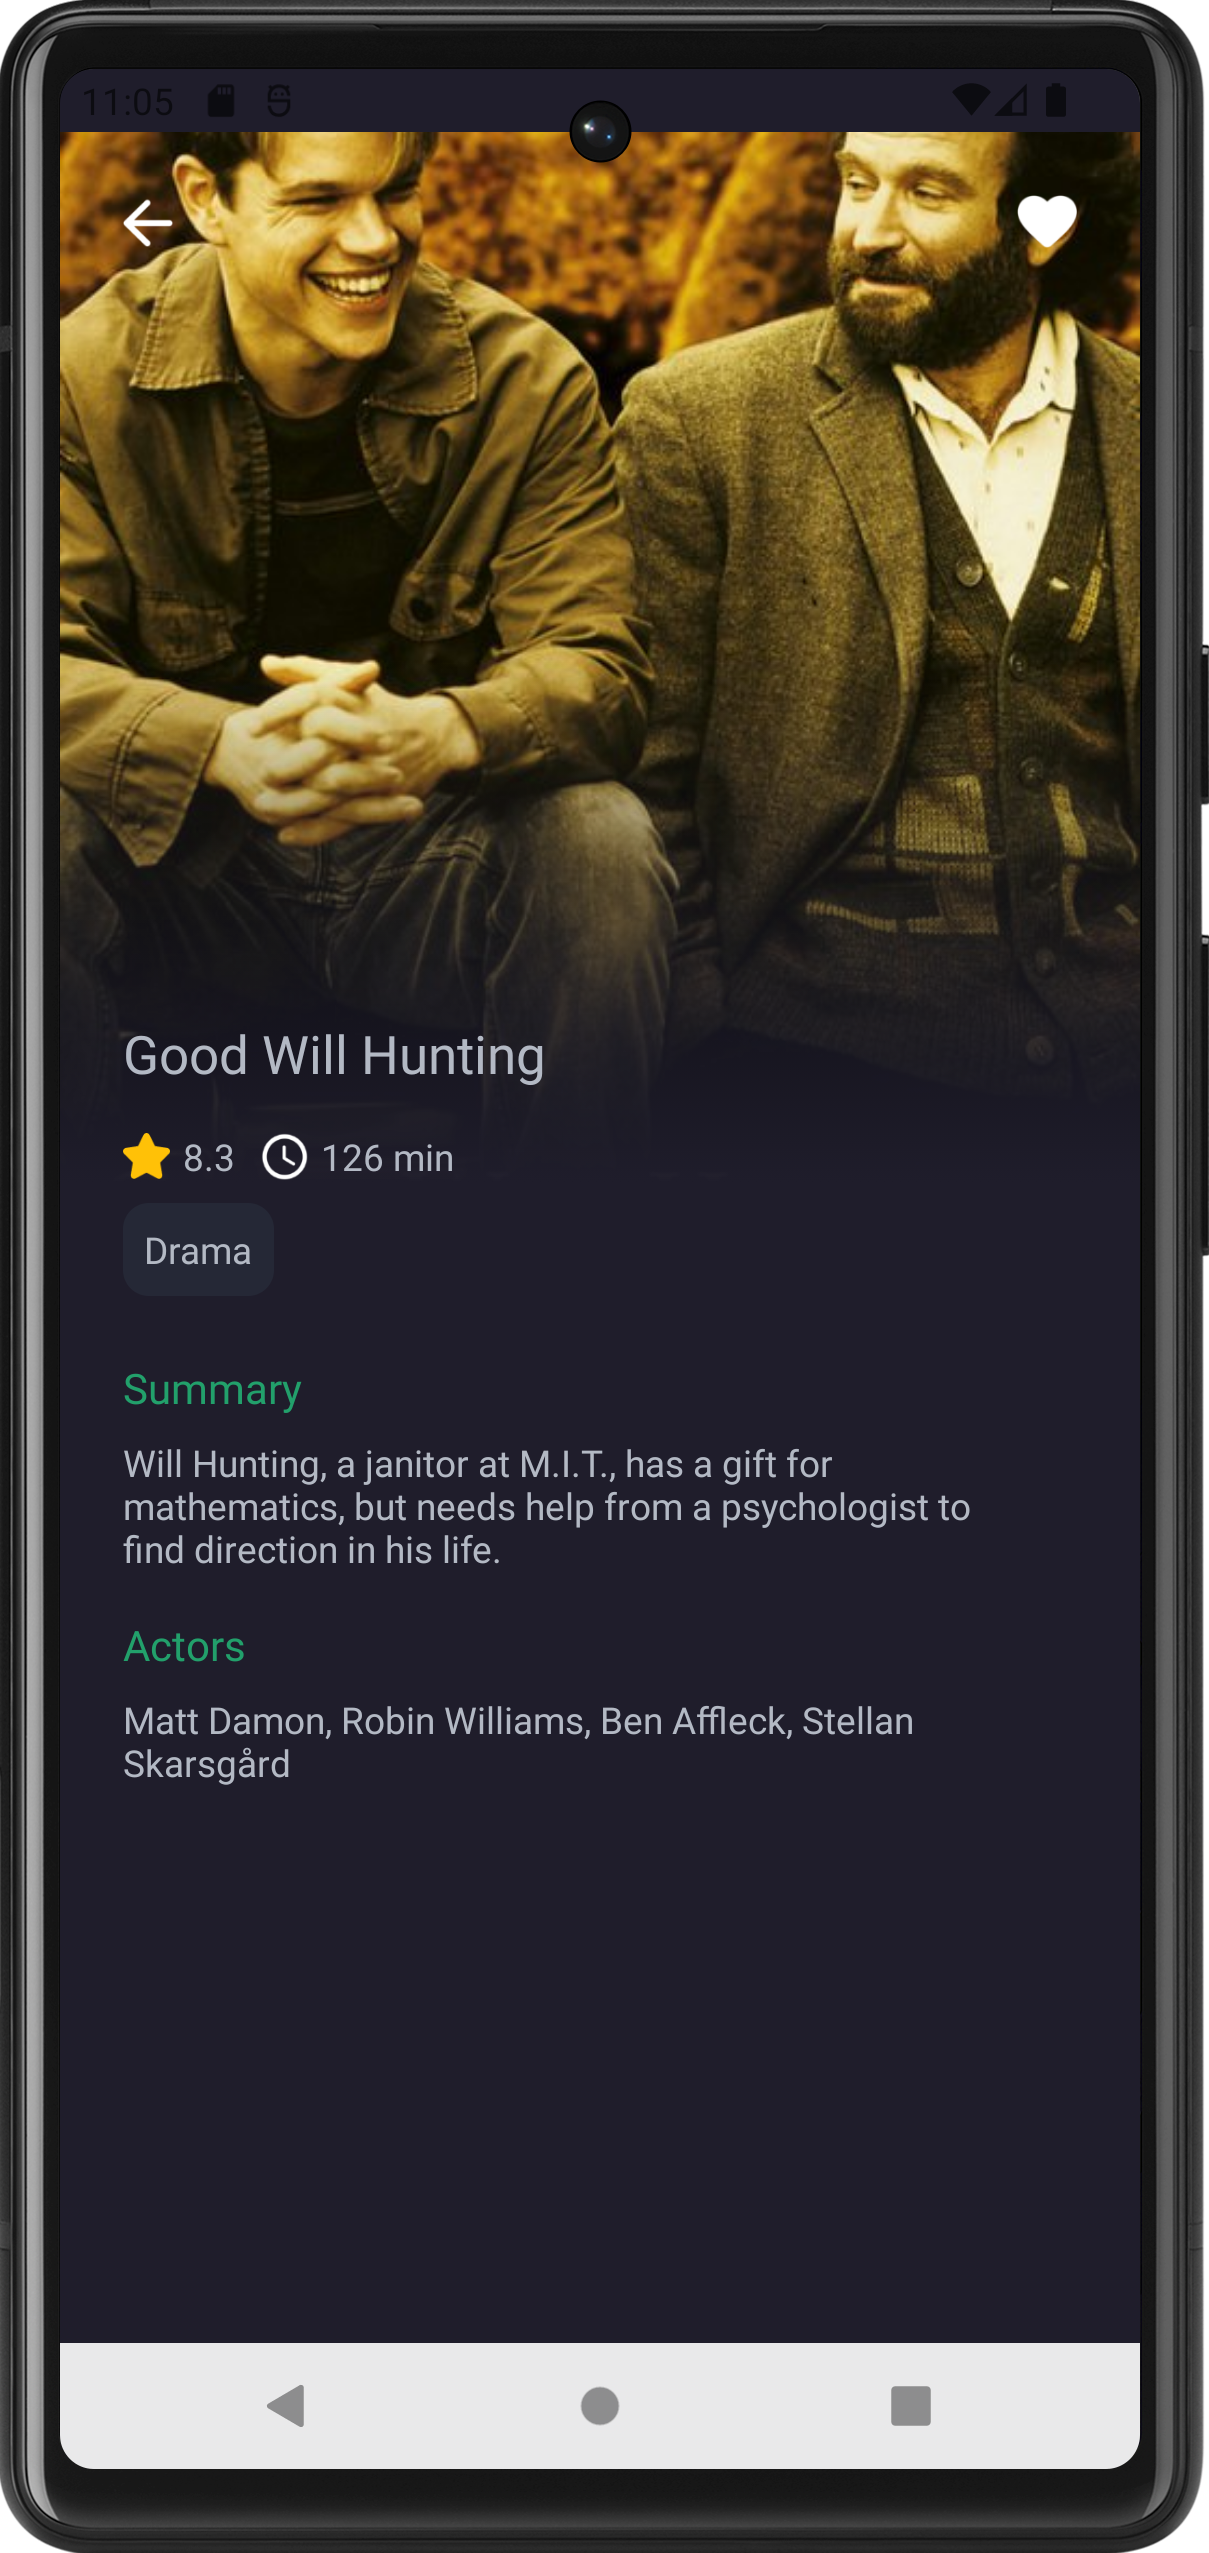 11:05
Good Will Hunting
8.3 126 min
Drama
Summary
Will Hunting, a janitor at M.I.T., has a gift for
mathematics, but needs help from a psychologist to
find direction in his life.
Actors
Matt Damon, Robin Williams, Ben Affleck, Stellan
Skarsgård